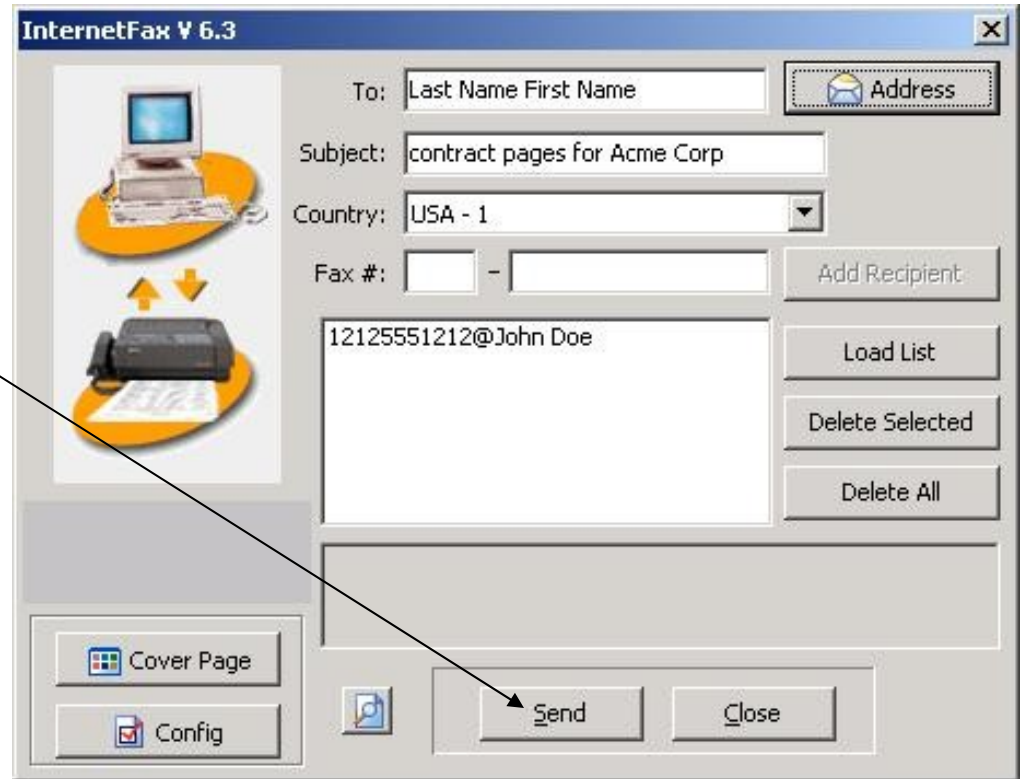 InternetFax V 6.3
To: Last Name First Name Address
Subject: contract pages for Acme Corp
Country: USA - 1
Fax #: - Add Recipient
12125551212@John Doe
Load List
Delete Selected
Delete All
Cover Page
Config
Send Close